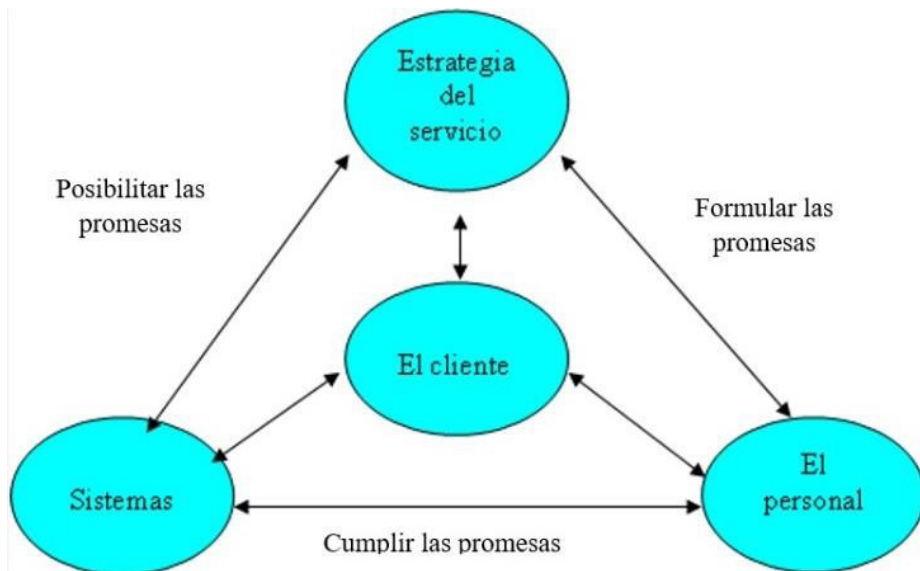 Estrategia
del
servicio
Posibilitar las
promesas
Formular las
promesas
El cliente
Sistemas
El
personal
Cumplir las promesas